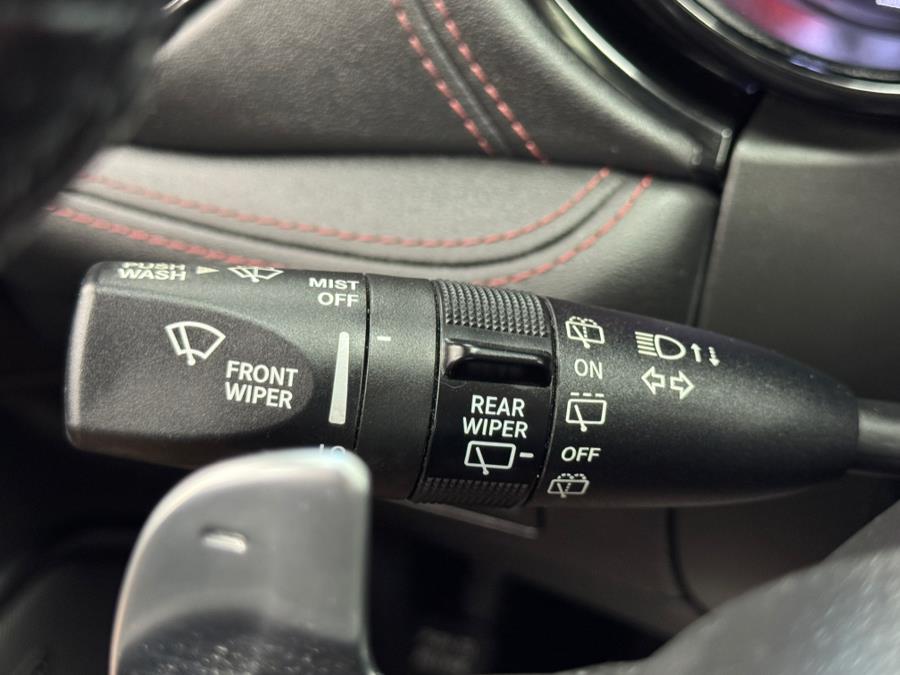 PUSH
WASH
MIST
OFF
FRONT
WIPER
REAR
WIPER
ON
OFF